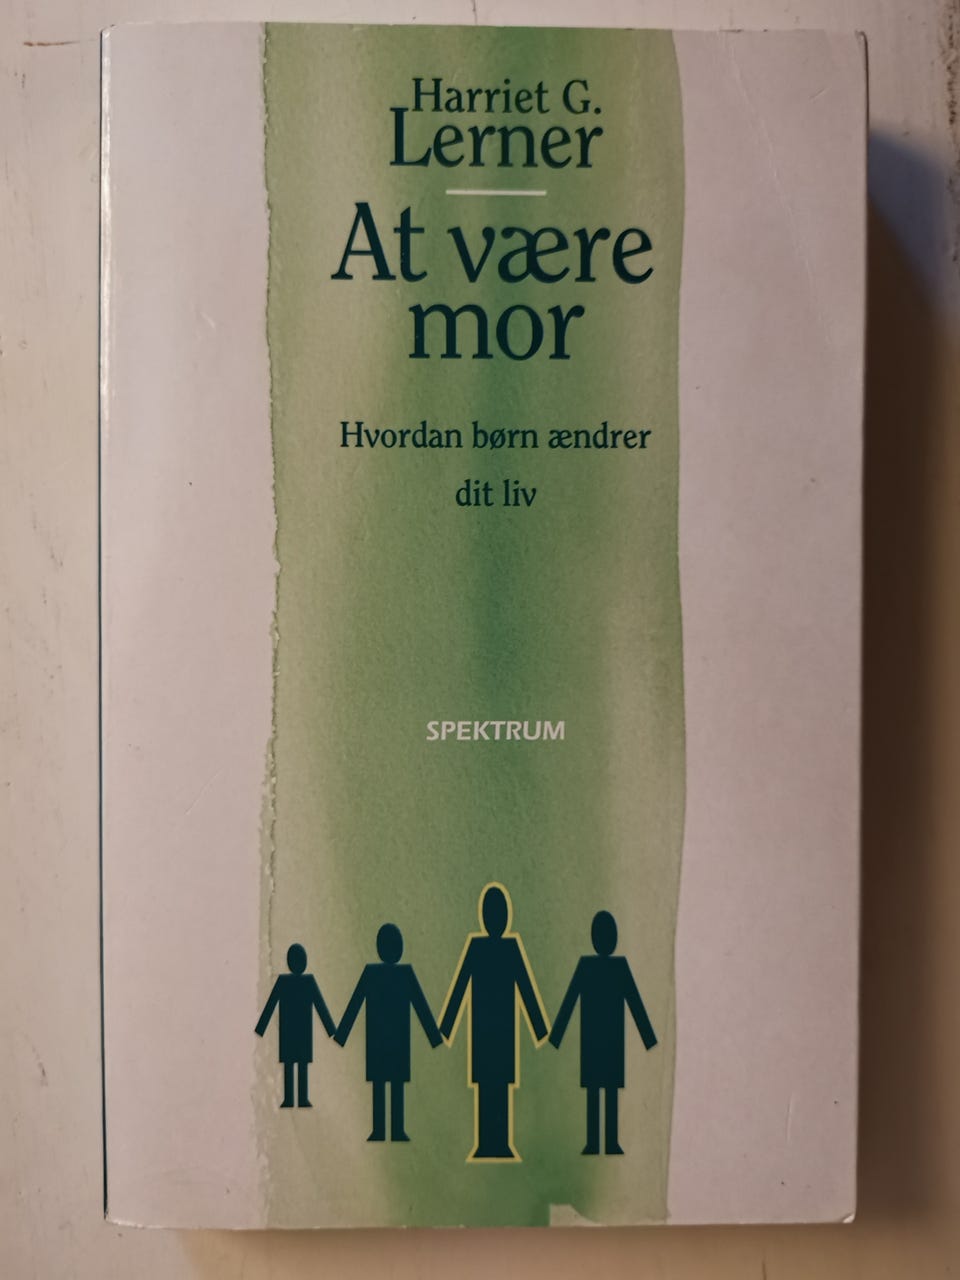 Harriet G.
Lerner
At være
mor
Hvordan børn ændrer
dit liv
SPEKTRUM